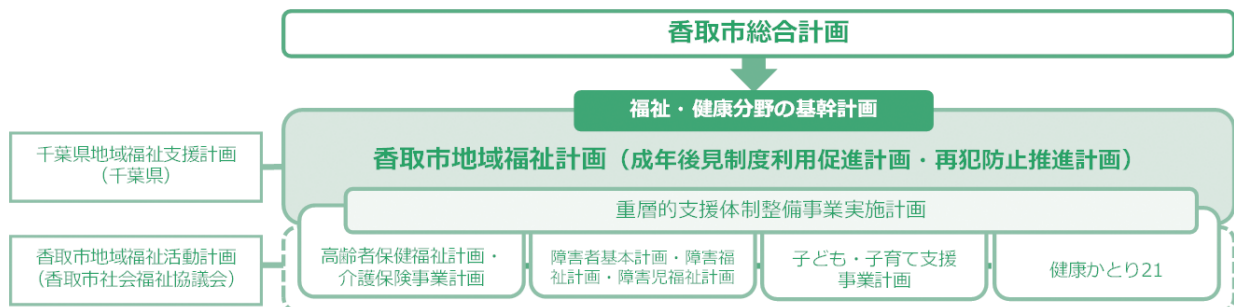 香取市総合計画
福祉・健康分野の基幹計画
香取市地域福祉計画（成年後見制度利用促進計画・再犯防止推進計画）
千葉県地域福祉支援計画
（千葉県）
重層的支援体制整備事業実施計画
香取市地域福祉活動計画
（香取市社会福祉協議会）
高齢者保健福祉計画・
介護保険事業計画
障害者基本計画・障害福
祉計画・障害児福祉計画
子ども・子育て支援
事業計画
健康かとり21